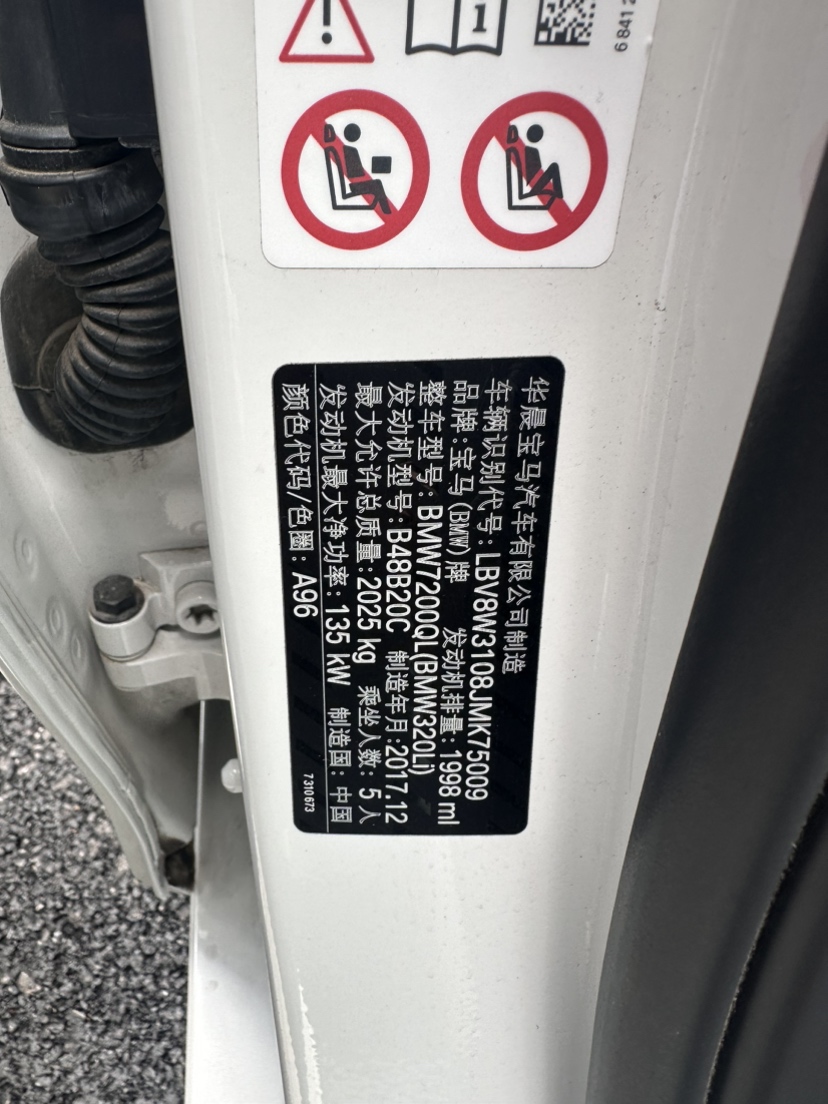 6 841 2
华晨宝马汽车有限公司制造
车辆识别代号: LBV8W3108JMK75009
品牌: 宝马 (BMW) 牌 发动机排量: 1998 ml
整车型号: BMW7200QL(BMW320Li)
发动机型号: B48B20C 制造年月: 2017.12
最大允许总质量: 2025 kg 乘坐人数: 5 人
发动机最大净功率: 135 kW 制造国: 中国
颜色代码/色圈: A96
7310673